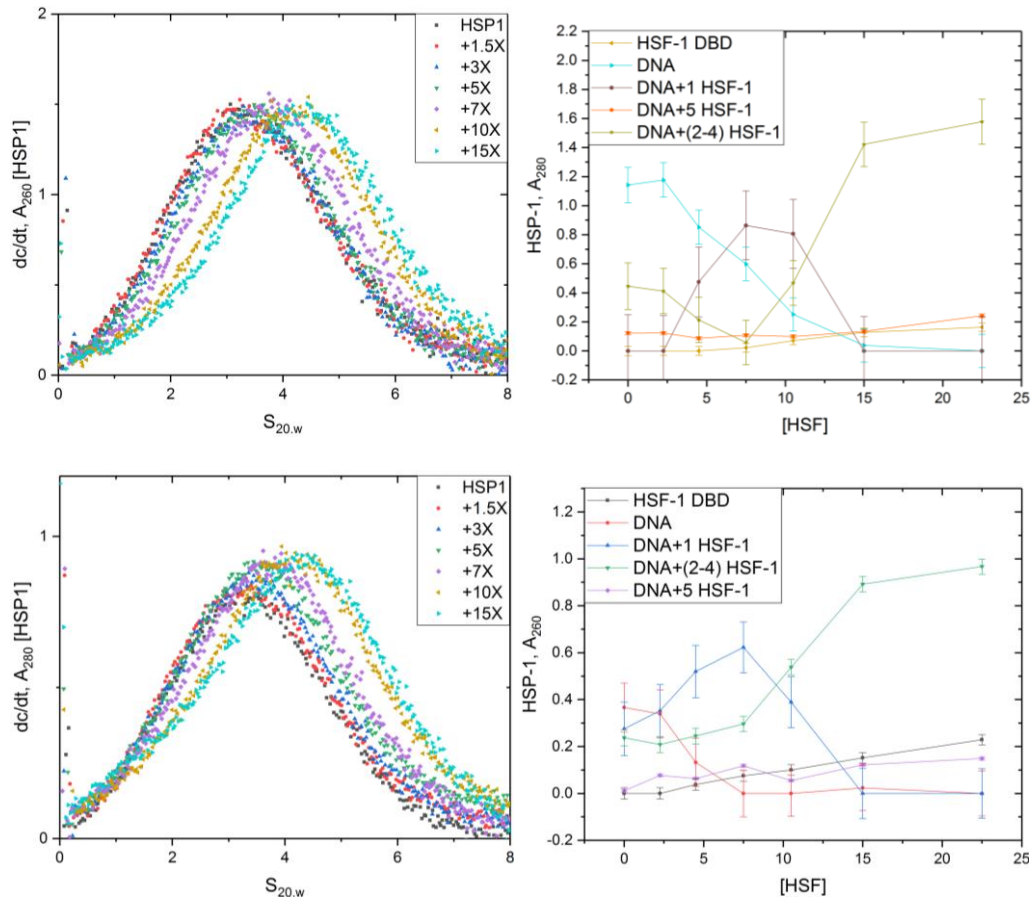 dc/dt, A260 [HSP1]
2
1
0
0
2
4
6
8
S20.w
HSP1
+1.5X
+3X
+5X
+7X
+10X
+15X
HSP-1, A280
2.2
2.0
1.8
1.6
1.4
1.2
1.0
0.8
0.6
0.4
0.2
0.0
-0.2
0
5
10
15
20
25
[HSF]
HSF-1 DBD
DNA
DNA+1 HSF-1
DNA+5 HSF-1
DNA+(2-4) HSF-1
dc/dt, A280 [HSP1]
1
0
0
2
4
6
8
S20.w
HSP1
+1.5X
+3X
+5X
+7X
+10X
+15X
HSP-1, A260
1.2
1.0
0.8
0.6
0.4
0.2
0.0
-0.2
0
5
10
15
20
25
[HSF]
HSF-1 DBD
DNA
DNA+1 HSF-1
DNA+(2-4) HSF-1
DNA+5 HSF-1